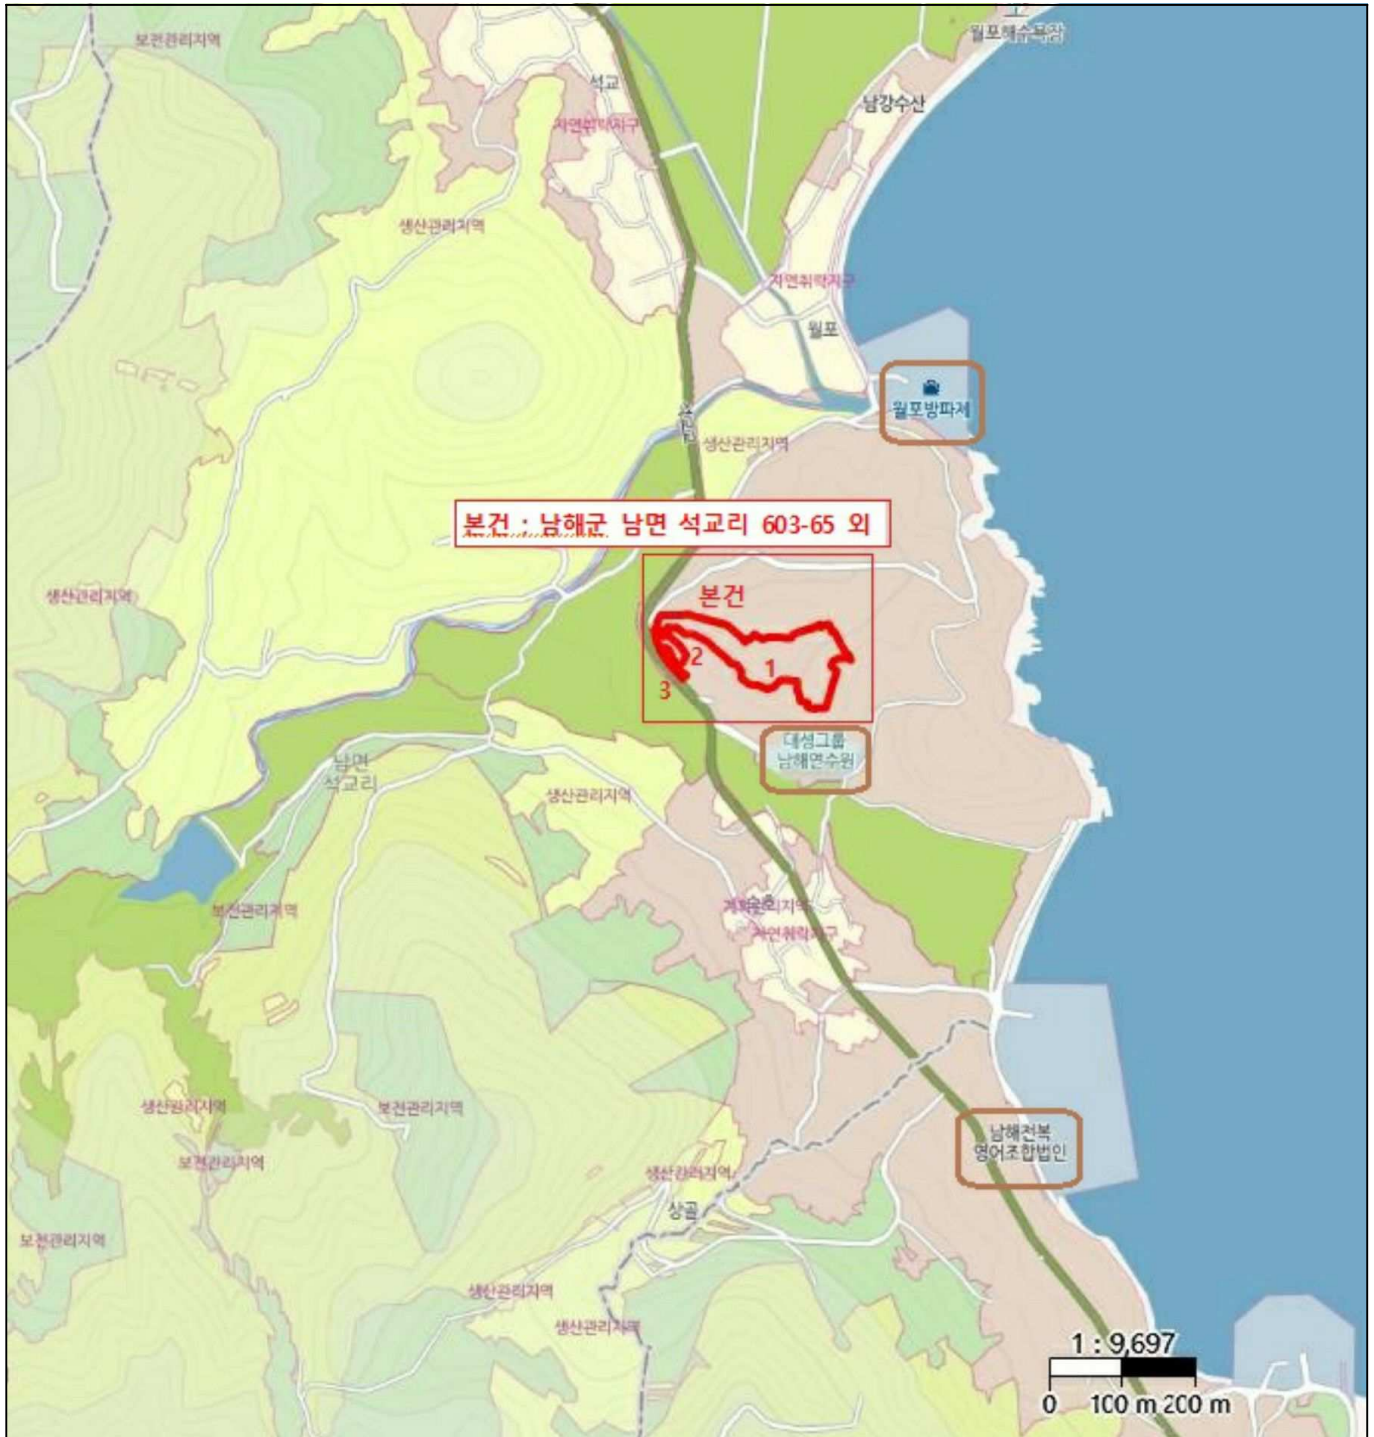 보전관리지역
월포해수욕장
석교
남강수산
자연취락지구
생산관리지역
자연취락지구
월포
월포방파제
석교교
생산관리지역
본건 : 남해군 남면 석교리 603-65 외
생산관리지역
본건
2
1
3
대성그룹
남해연수원
남면
석교리
생산관리지역
보전관리지역
계획관리지역
자연취락지구
생산관리지역
보전관리지역
보전관리지역
남해전복
영어조합법인
생산관리지역
상골
보전관리지역
생산관리지역
생산관리지역
1 : 9,697
0 100 m 200 m